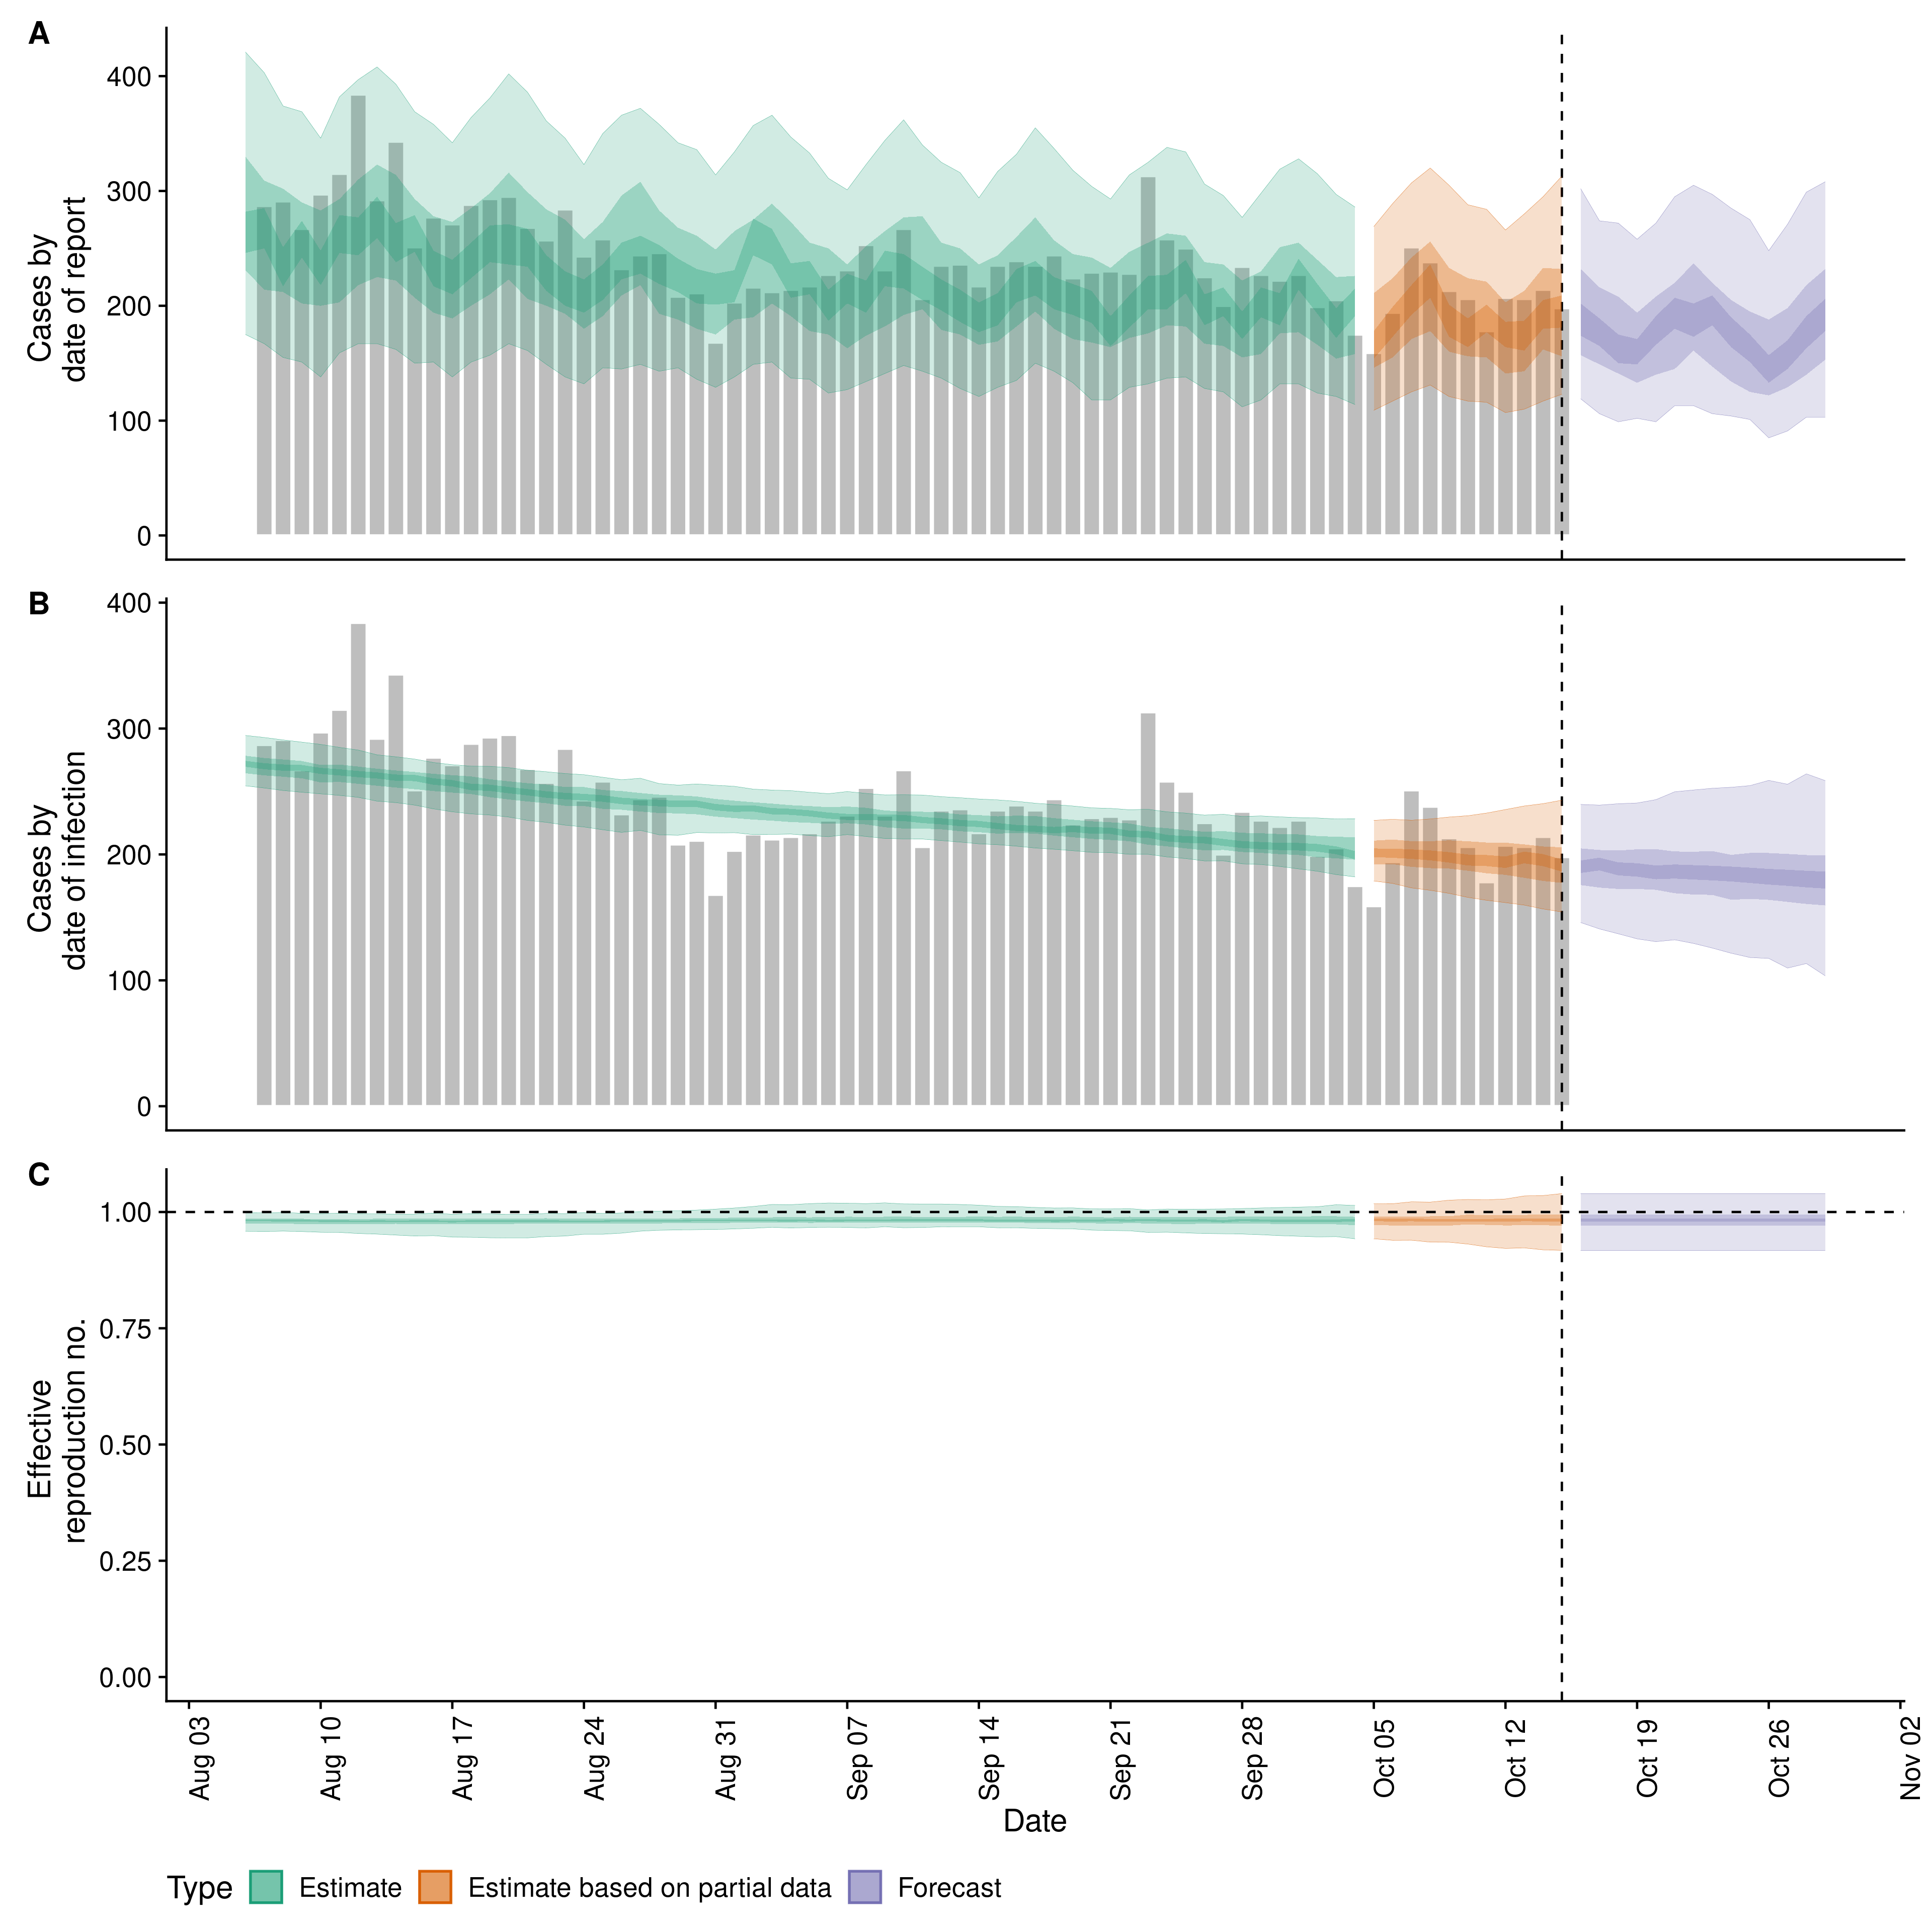 A
400
300
200
100
0
Cases by
date of report
B
400
300
200
100
0
Cases by
date of infection
C
1.00
0.75
0.50
0.25
0.00
Effective
reproduction no.
Aug 03
Aug 10
Aug 17
Aug 24
Aug 31
Sep 07
Sep 14
Sep 21
Sep 28
Oct 05
Oct 12
Oct 19
Oct 26
Nov 02
Date
Type Estimate Estimate based on partial data Forecast